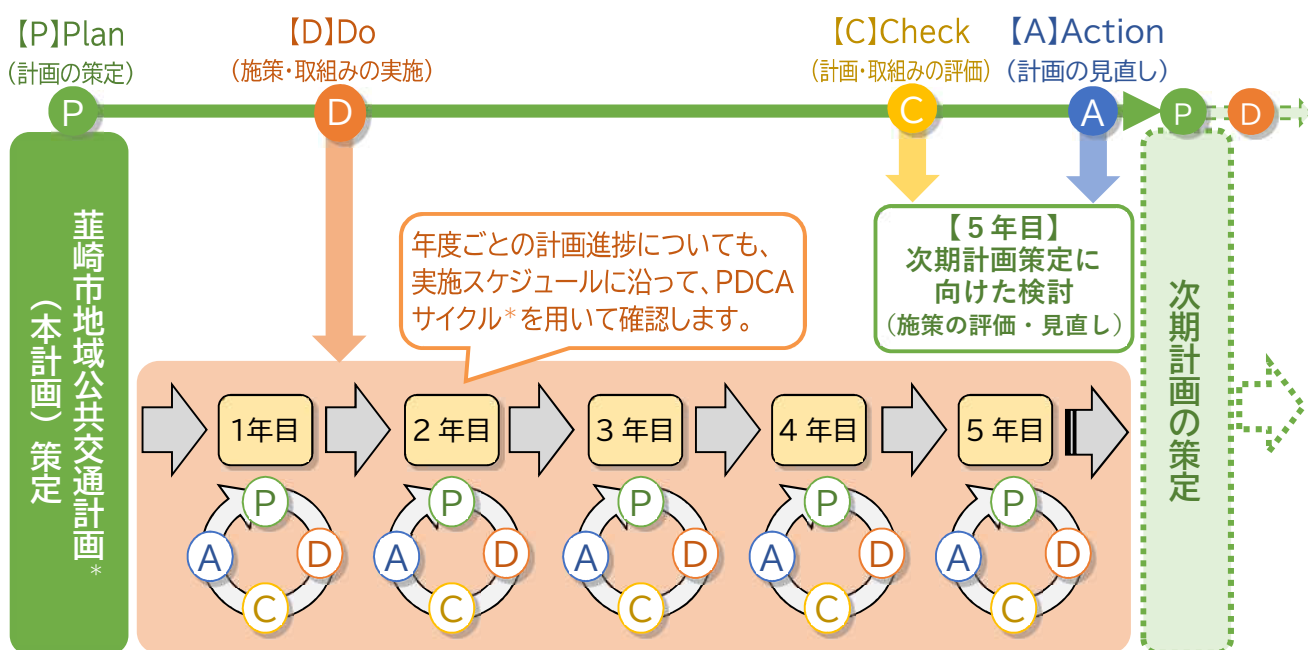 【P】Plan
（計画の策定）
【D】Do
（施策・取組みの実施）
【C】Check
（計画・取組みの評価）
【A】Action
（計画の見直し）
P
D
C
A
P
D
韮崎市地域公共交通計画*
（本計画）策定
年度ごとの計画進捗についても、
実施スケジュールに沿って、PDCA
サイクル*を用いて確認します。
【５年目】
次期計画策定に
向けた検討
（施策の評価・見直し）
次期計画の策定
1年目
2 年目
3 年目
4 年目
5 年目
P
D
C
A
P
D
C
A
P
D
C
A
P
D
C
A
P
D
C
A